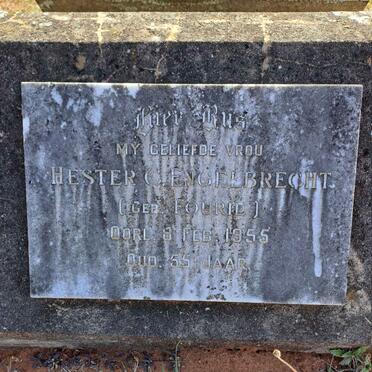 Hier Rus
MY GELIEFDE VROU
HESTER C. ENGELBRECHT
(GEB. FOURIE)
OORL. 8 FEB. 1955
OUD 55 JAAR